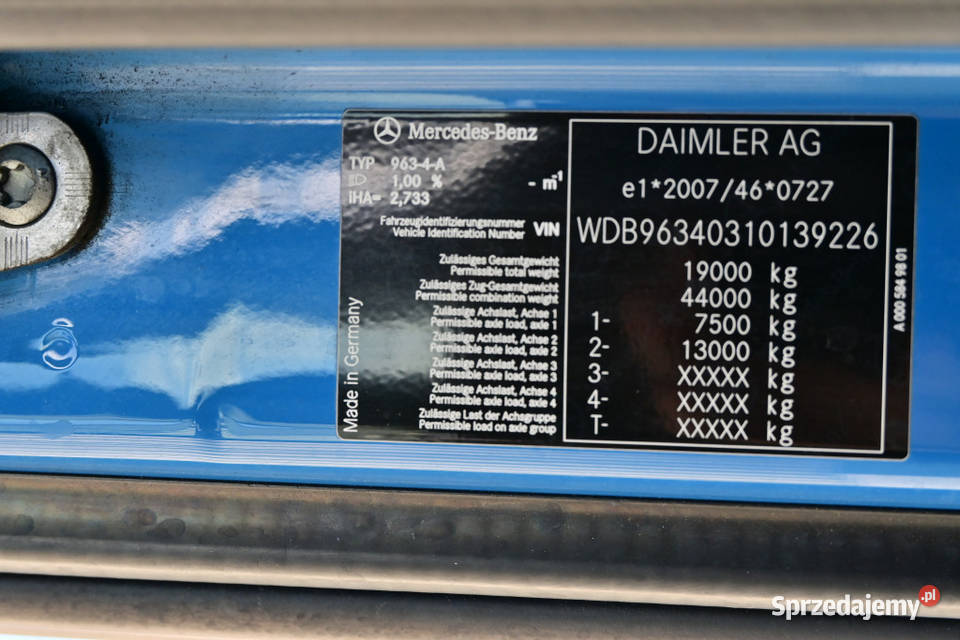 Mercedes-Benz
DAIMLER AG
TYP 963-4-A
1,00 % - m-¹
IHA= 2,733
e1*2007/46*0727
Fahrzeugidentifizierungsnummer
Vehicle Identification Number VIN WDB96340310139226
Zulässiges Gesamtgewicht
Permissible total weight 19000 kg
Zulässiges Zug-Gesamtgewicht
Permissible combination weight 44000 kg
Zulässige Achslast, Achse 1
Permissible axle load, axle 1 1- 7500 kg
Zulässige Achslast, Achse 2
Permissible axle load, axle 2 2- 13000 kg
Zulässige Achslast, Achse 3
Permissible axle load, axle 3 3- XXXXX kg
Zulässige Achslast, Achse 4
Permissible axle load, axle 4 4- XXXXX kg
Zulässige Last der Achsgruppe
Permissible load on axle group T- XXXXX kg
Made in Germany
A 000 584 98 01
Sprzedajemy.pl